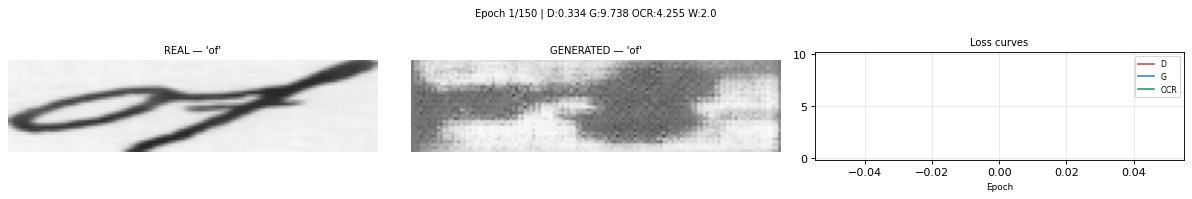 Epoch 1/150 | D:0.334 G:9.738 OCR:4.255 W:2.0
REAL — 'of'
GENERATED — 'of'
Loss curves
of
10
5
0
D
G
OCR
−0.04
−0.02
0.00
0.02
0.04
Epoch